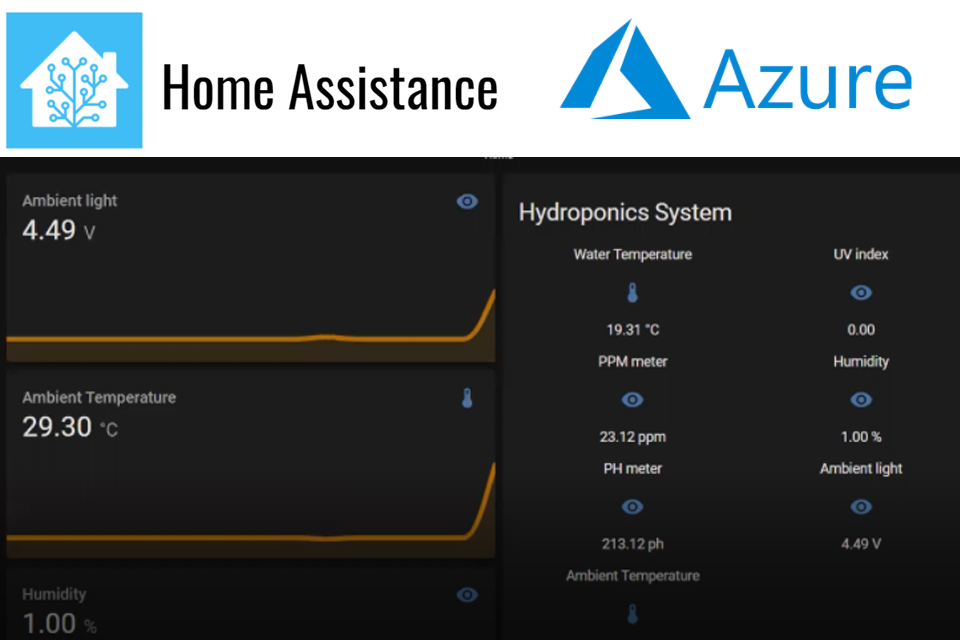 Home Assistance
Azure
Ambient light
4.49 V
Ambient Temperature
29.30 °C
Humidity
1.00 %
Hydroponics System
Water Temperature UV index
19.31 °C 0.00
PPM meter Humidity
23.12 ppm 1.00 %
PH meter Ambient light
213.12 ph 4.49 V
Ambient Temperature